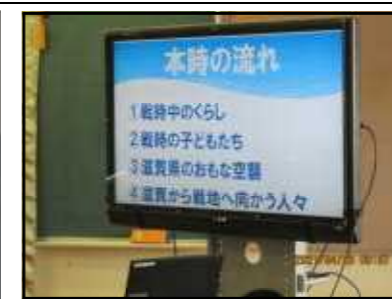 本時の流れ
1 戦時中のくらし
2 戦時の子どもたち
3 滋賀県のおもな空襲
4 滋賀から戦地へ向かう人々